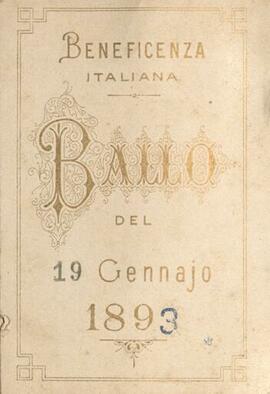 BENEFICENZA
ITALIANA
BALLO
DEL
19 Gennajo
1893